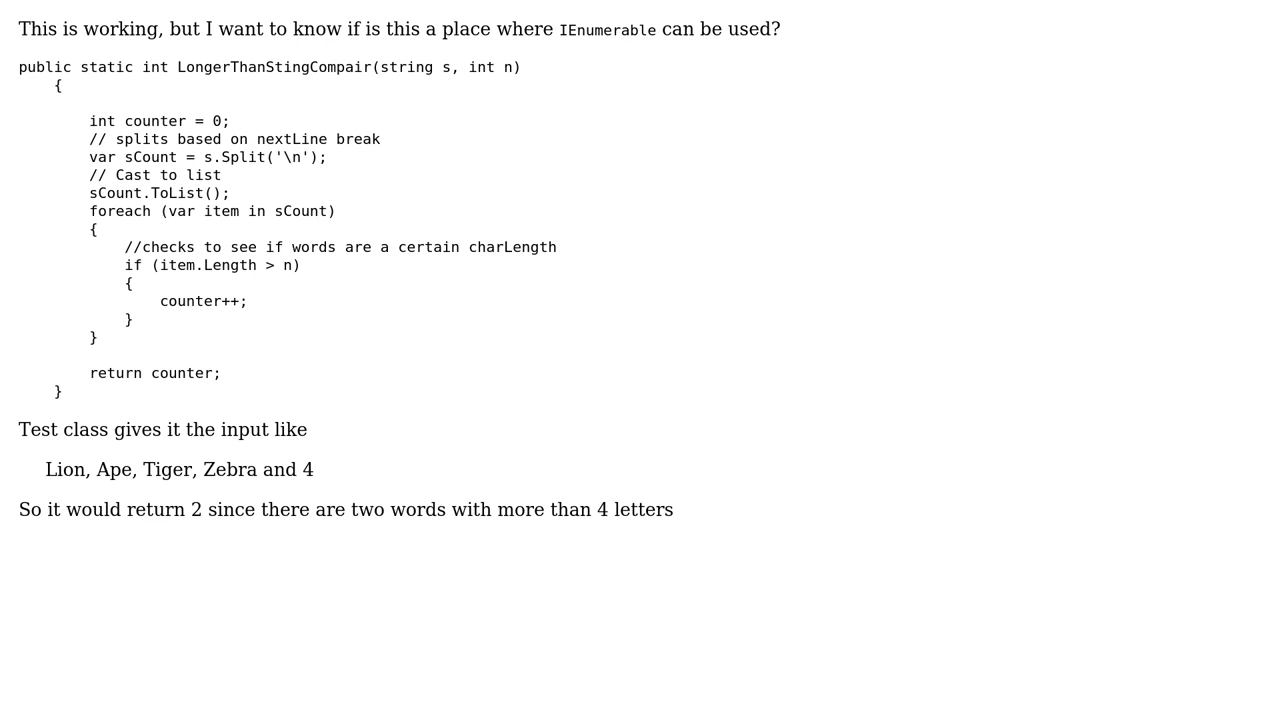 This is working, but I want to know if is this a place where IEnumerable can be used?
public static int LongerThanStingCompair(string s, int n)
    {

        int counter = 0;
        // splits based on nextLine break
        var sCount = s.Split('\n');
        // Cast to list
        sCount.ToList();
        foreach (var item in sCount)
        {
            //checks to see if words are a certain charLength
            if (item.Length > n)
            {
                counter++;
            }
        }

        return counter;
    }
Test class gives it the input like
Lion, Ape, Tiger, Zebra and 4
So it would return 2 since there are two words with more than 4 letters